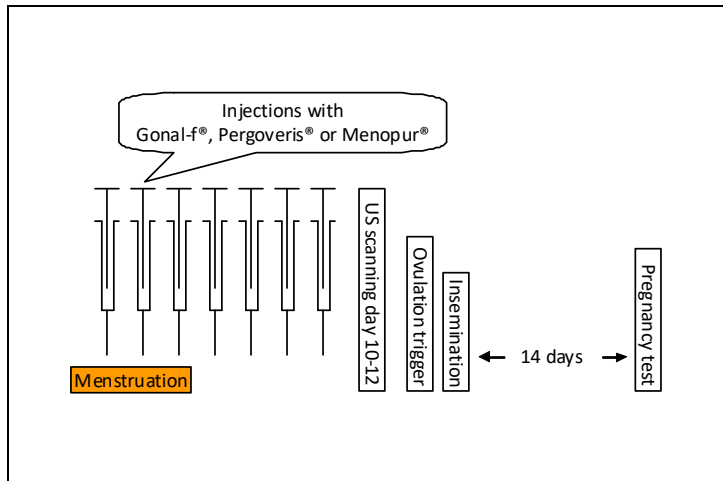 Injections with
Gonal-f®, Pergoveris® or Menopur®
US scanning day 10-12
Ovulation trigger
Insemination
Pregnancy test
14 days
Menstruation